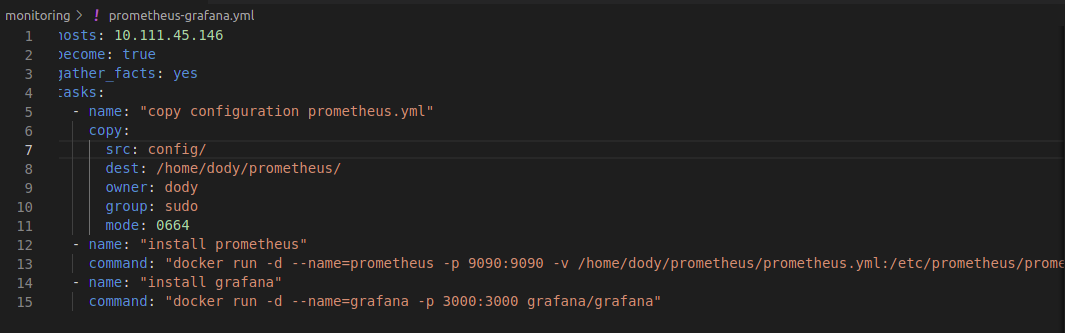 monitoring > ! prometheus-grafana.yml
1 hosts: 10.111.45.146
2 become: true
3 gather_facts: yes
4 tasks:
5 - name: "copy configuration prometheus.yml"
6 copy:
7 src: config/
8 dest: /home/dody/prometheus/
9 owner: dody
10 group: sudo
11 mode: 0664
12 - name: "install prometheus"
13 command: "docker run -d --name=prometheus -p 9090:9090 -v /home/dody/prometheus/prometheus.yml:/etc/prometheus/prome
14 - name: "install grafana"
15 command: "docker run -d --name=grafana -p 3000:3000 grafana/grafana"